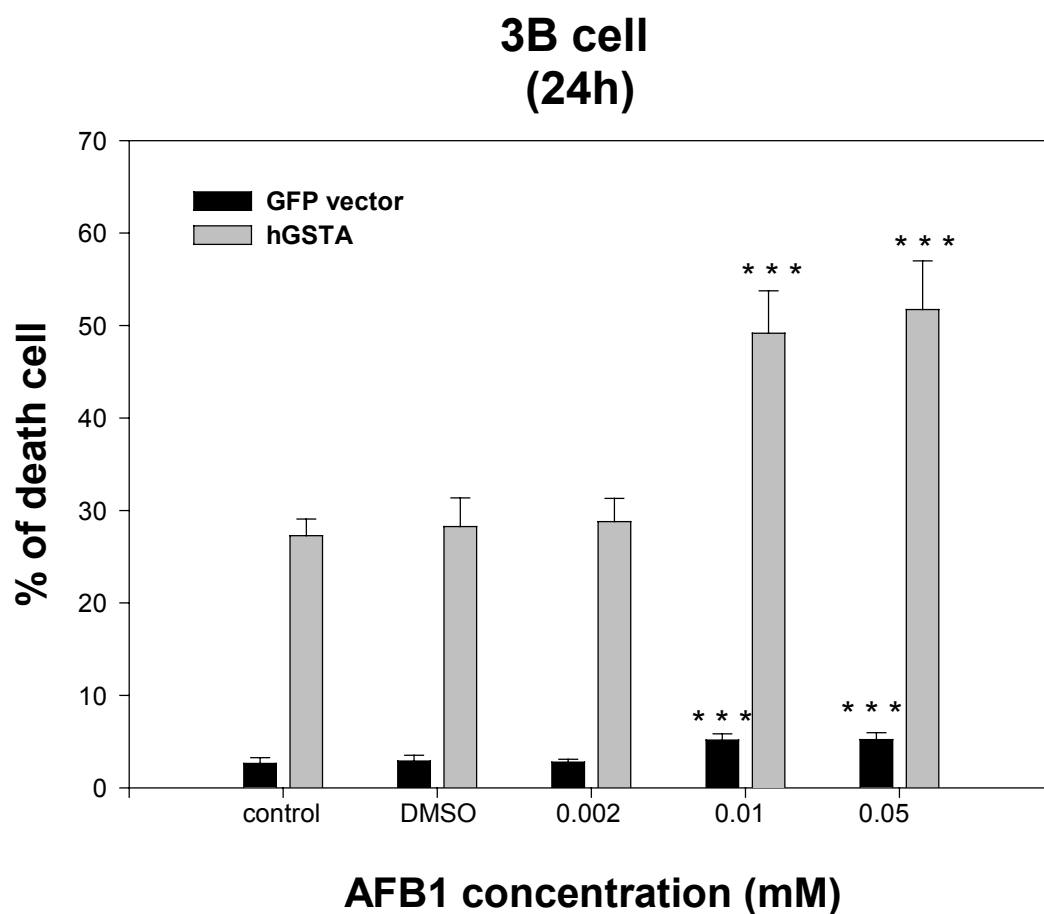 3B cell
(24h)
70
60
50
40
30
20
10
0
% of death cell
GFP vector
hGSTA
* * *
* * *
* * *
* * *
control
DMSO
0.002
0.01
0.05
AFB1 concentration (mM)